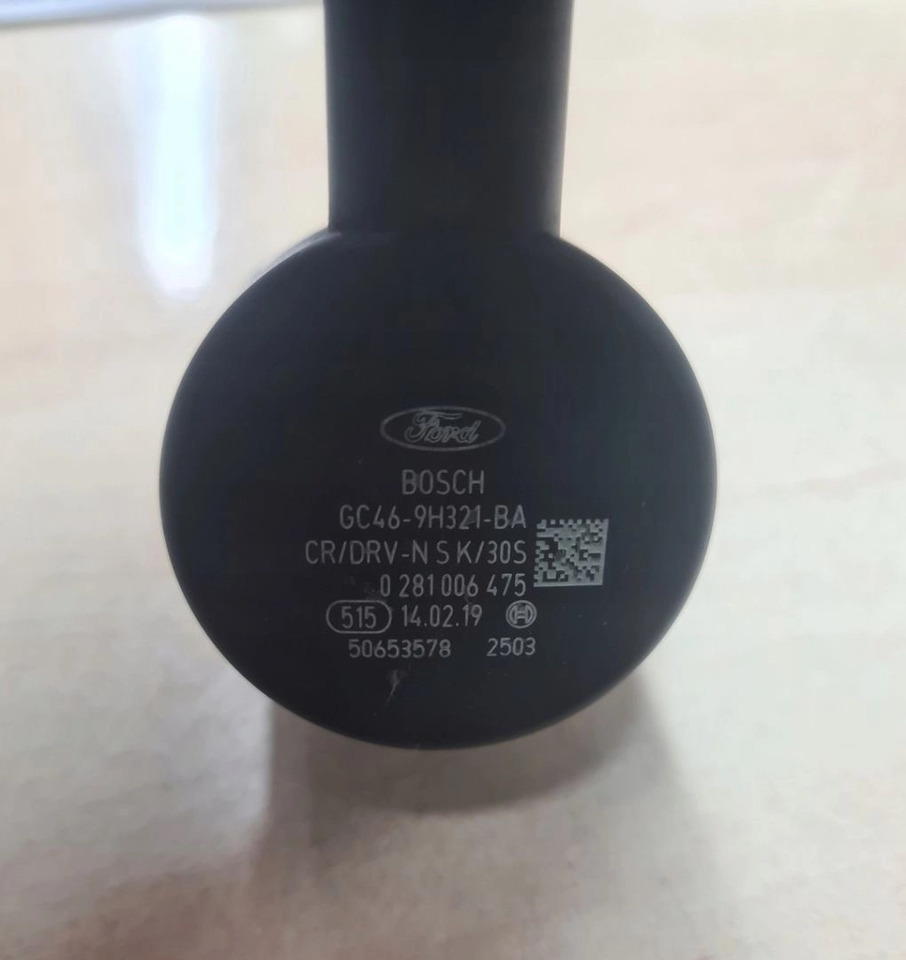 Ford
BOSCH
GC46-9H321-BA
CR/DRV-N S K/30S
0 281 006 475
515 14.02.19
50653578 2503